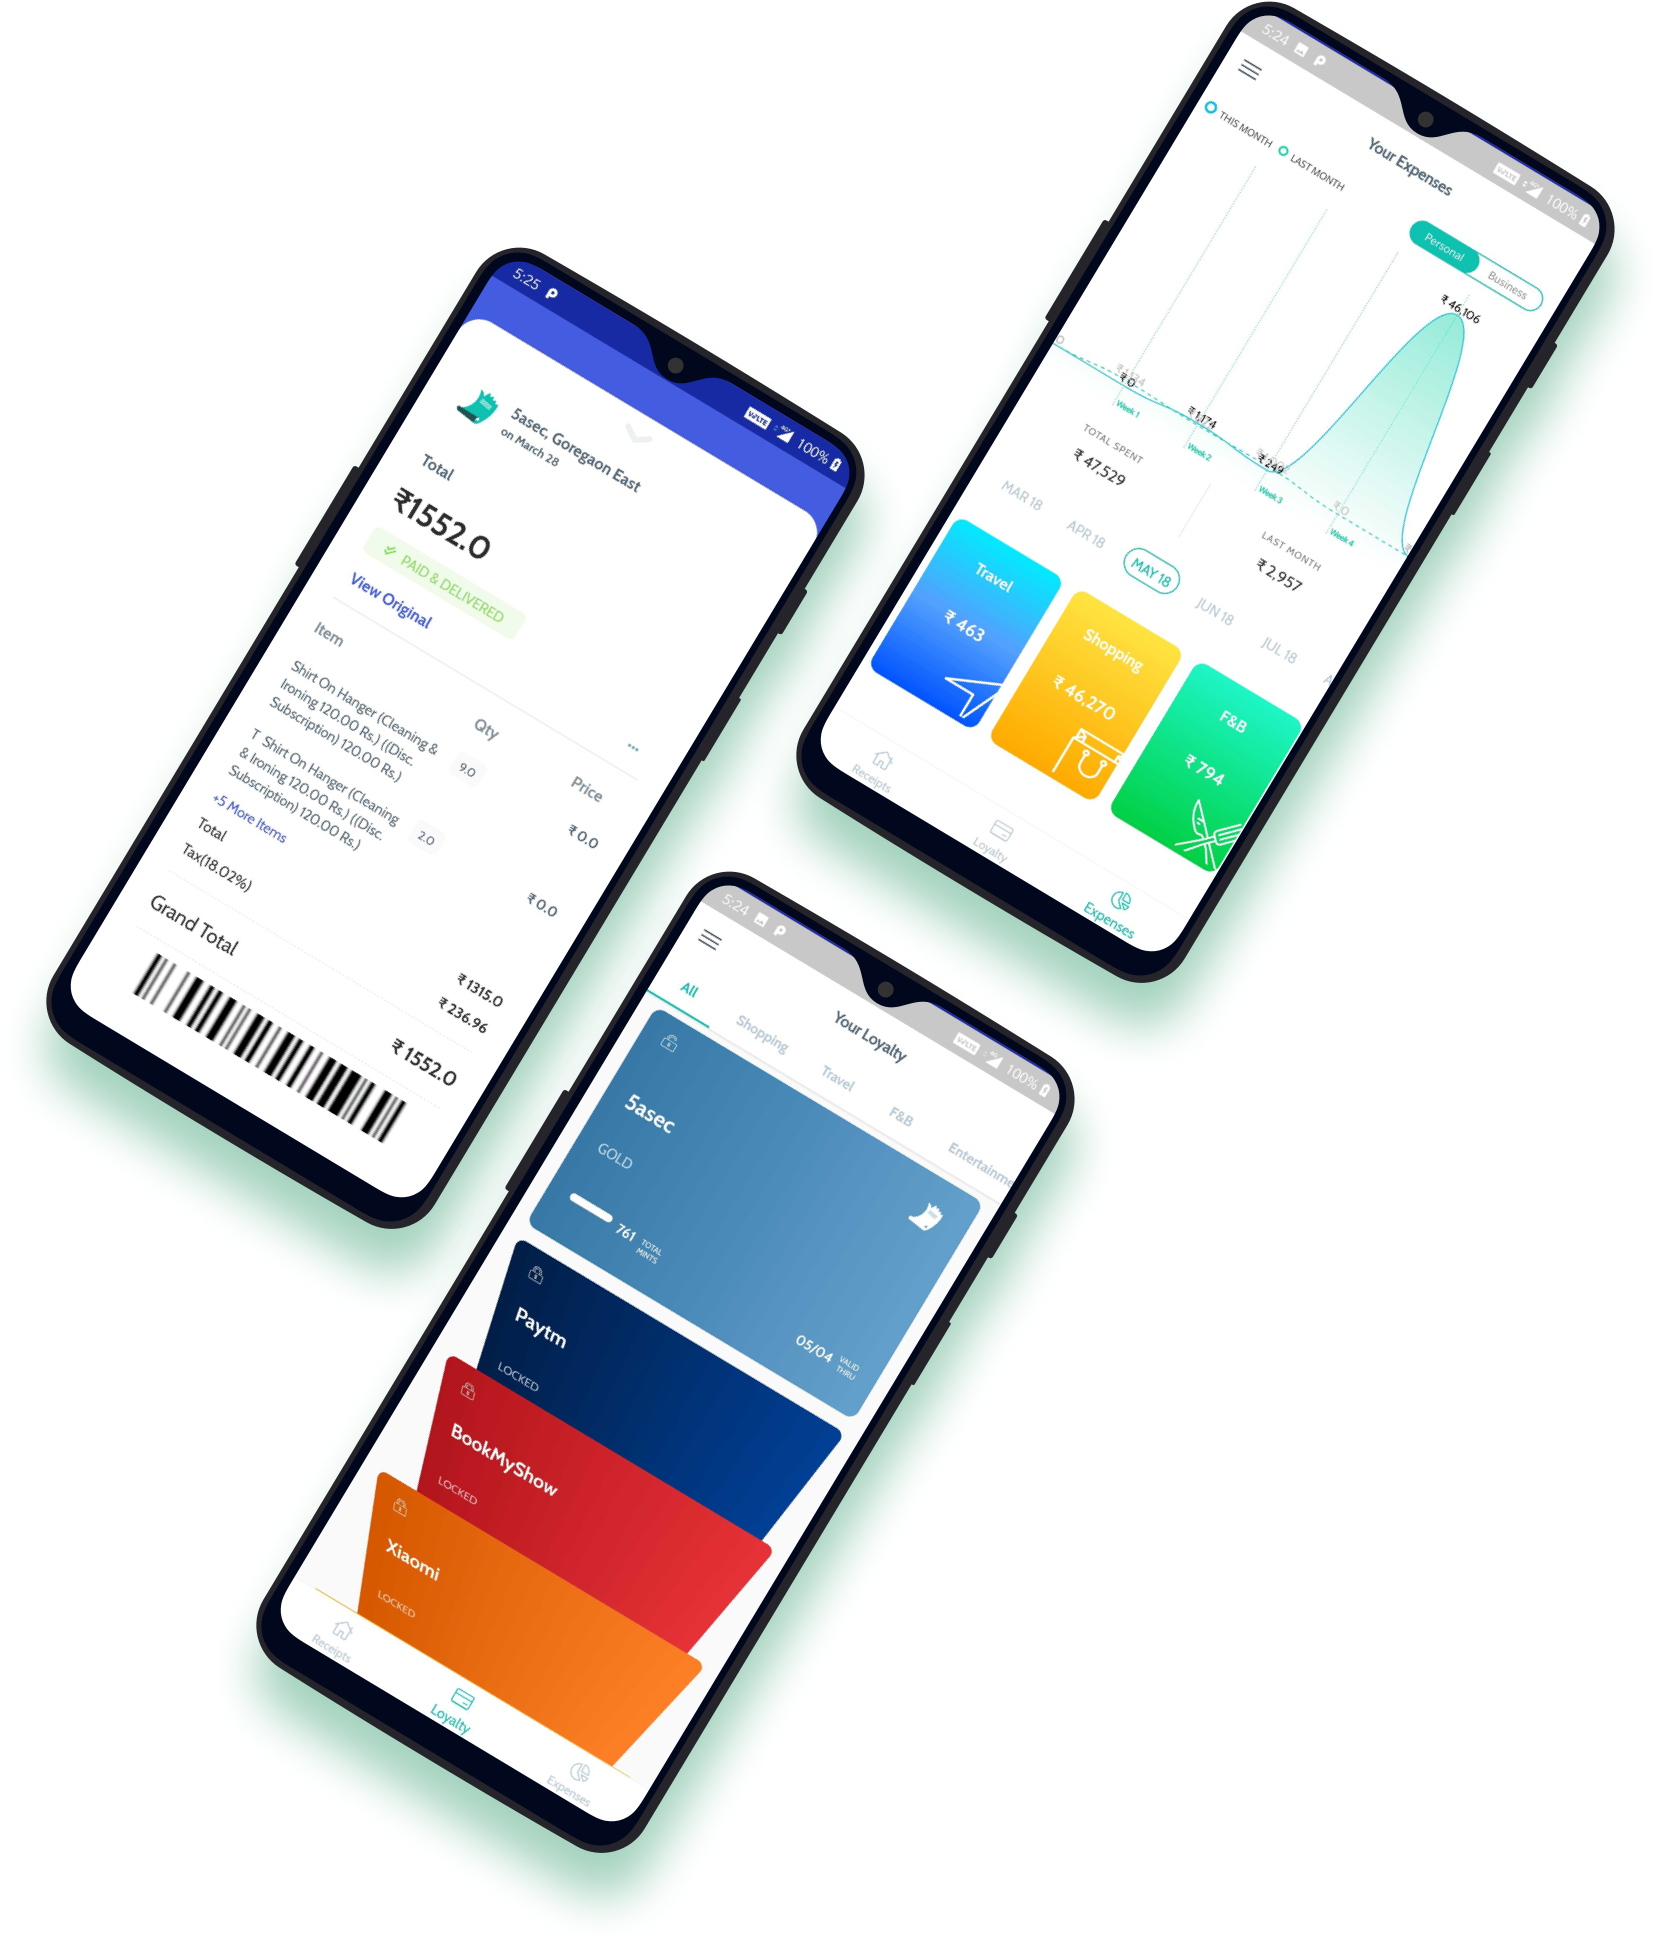 5:25
VoLTE 4G+ 100%
5asec, Goregaon East
on March 28
Total
₹1552.0
PAID & DELIVERED
View Original
...
Item Qty Price
Shirt On Hanger (Cleaning &
Ironing 120.00 Rs.) ((Disc.
Subscription) 120.00 Rs.)
9.0
₹ 0.0
T Shirt On Hanger (Cleaning
& Ironing 120.00 Rs.) ((Disc.
Subscription) 120.00 Rs.)
2.0
₹ 0.0
+5 More Items
Total ₹ 1315.0
Tax(18.02%) ₹ 236.96
Grand Total ₹ 1552.0
5:24
VoLTE 4G 100%
Your Expenses
THIS MONTH LAST MONTH
Personal Business
₹ 46,106
₹ 0
₹ 1,174
₹ 249
₹ 0
Week 1
Week 2
Week 3
Week 4
TOTAL SPENT
₹ 47,529
LAST MONTH
₹ 2,957
MAR 18 APR 18 MAY 18 JUN 18 JUL 18
Travel
₹ 463
Shopping
₹ 46,270
F&B
₹ 794
Receipts Loyalty Expenses
5:24
VoLTE 4G 100%
Your Loyalty
All Shopping Travel F&B Entertainme
5asec
GOLD
761 TOTAL
MINTS
05/04 VALID
THRU
Paytm
LOCKED
BookMyShow
LOCKED
Xiaomi
LOCKED
Receipts Loyalty Expenses